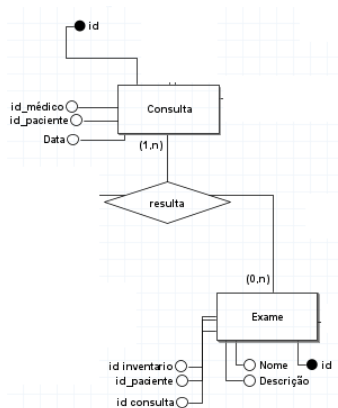 id
Consulta
id_médico
id_paciente
Data
(1,n)
resulta
(0,n)
Exame
id inventario
Nome
id
id_paciente
Descrição
id consulta